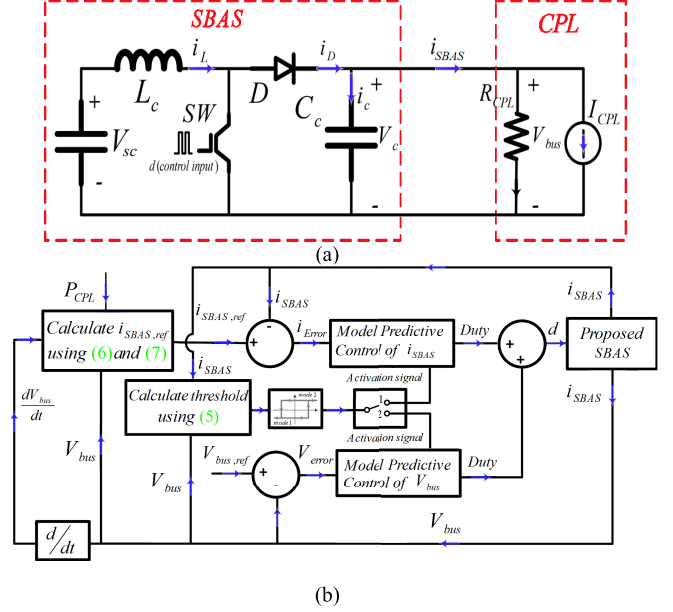 SBAS
CPL
i_L
i_D
i_SBAS
L_c
D
C_c
i_c
+
R_CPL
+
I_CPL
+
SW
V_sc
V_c
V_bus
d (control input)
-
-
-
(a)
P_CPL
i_SBAS
i_SBAS
i_SBAS,ref
Calculate i_SBAS,ref
using (6) and (7)
-
+
i_Error
Model Predictive
Control of i_SBAS
Duty
+
+
d
Proposed
SBAS
i_SBAS
i_SBAS
Activation signal
dV_bus
dt
Calculate threshold
using (5)
mode 2
mode 1
1
2
V_bus
Activation signal
V_bus
V_bus,ref
+
-
V_error
Model Predictive
Control of V_bus
Duty
V_bus
d/dt
(b)